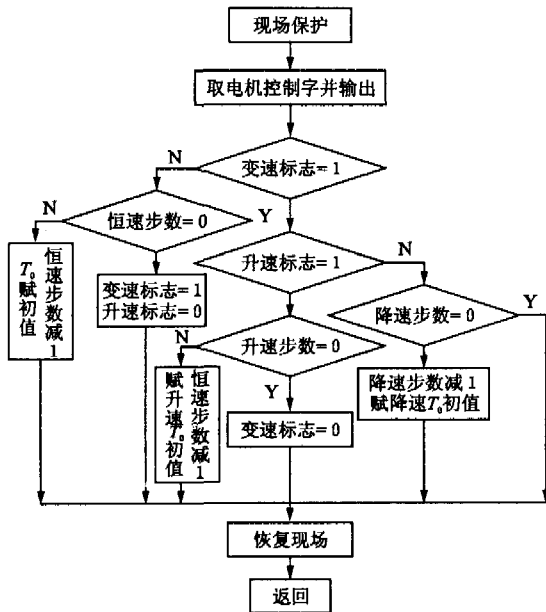 现场保护
取电机控制字并输出
变速标志=1
N
Y
恒速步数=0
N
升速标志=1
N
恒速步数减1
T₀赋初值
变速标志=1
升速标志=0
降速步数=0
Y
升速步数=0
N
Y
恒速步数减1
赋升速T₀初值
变速标志=0
降速步数减1
赋降速T₀初值
恢复现场
返回